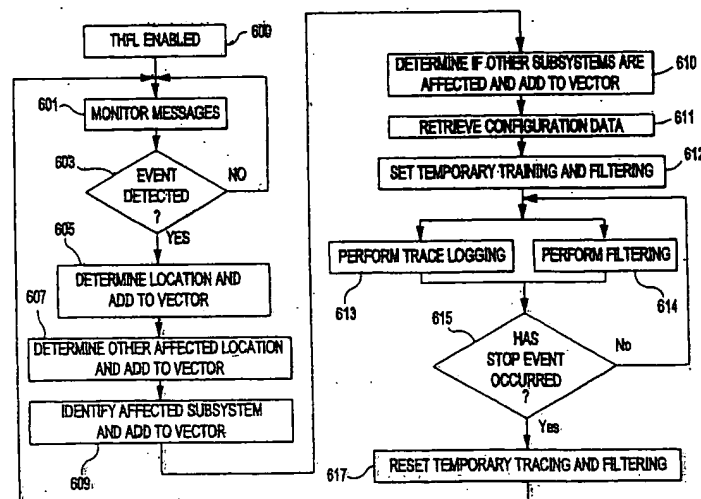 THFL ENABLED
600
601
MONITOR MESSAGES
603
EVENT
DETECTED
?
NO
YES
605
DETERMINE LOCATION AND
ADD TO VECTOR
607
DETERMINE OTHER AFFECTED LOCATION
AND ADD TO VECTOR
IDENTIFY AFFECTED SUBSYSTEM
AND ADD TO VECTOR
609
DETERMINE IF OTHER SUBSYSTEMS ARE
AFFECTED AND ADD TO VECTOR
610
RETRIEVE CONFIGURATION DATA
611
612
SET TEMPORARY TRAINING AND FILTERING
PERFORM TRACE LOGGING
613
PERFORM FILTERING
614
615
HAS
STOP EVENT
OCCURRED
?
No
Yes
617
RESET TEMPORARY TRACING AND FILTERING